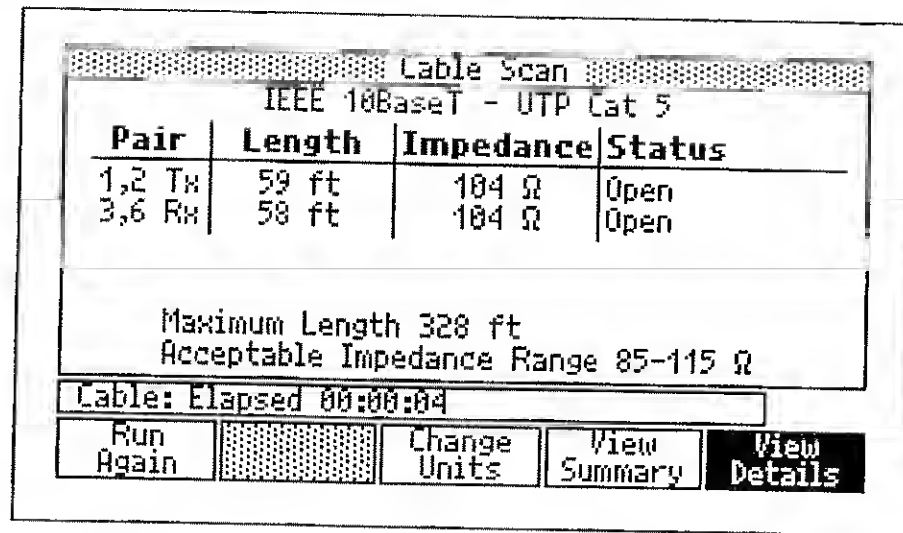 Cable Scan
IEEE 10BaseT - UTP Cat 5
Pair Length Impedance Status
1,2 Tx 59 ft 104 Ω Open
3,6 Rx 58 ft 104 Ω Open
Maximum Length 328 ft
Acceptable Impedance Range 85-115 Ω
Cable: Elapsed 00:00:04
Run Again
Change Units
View Summary
View Details